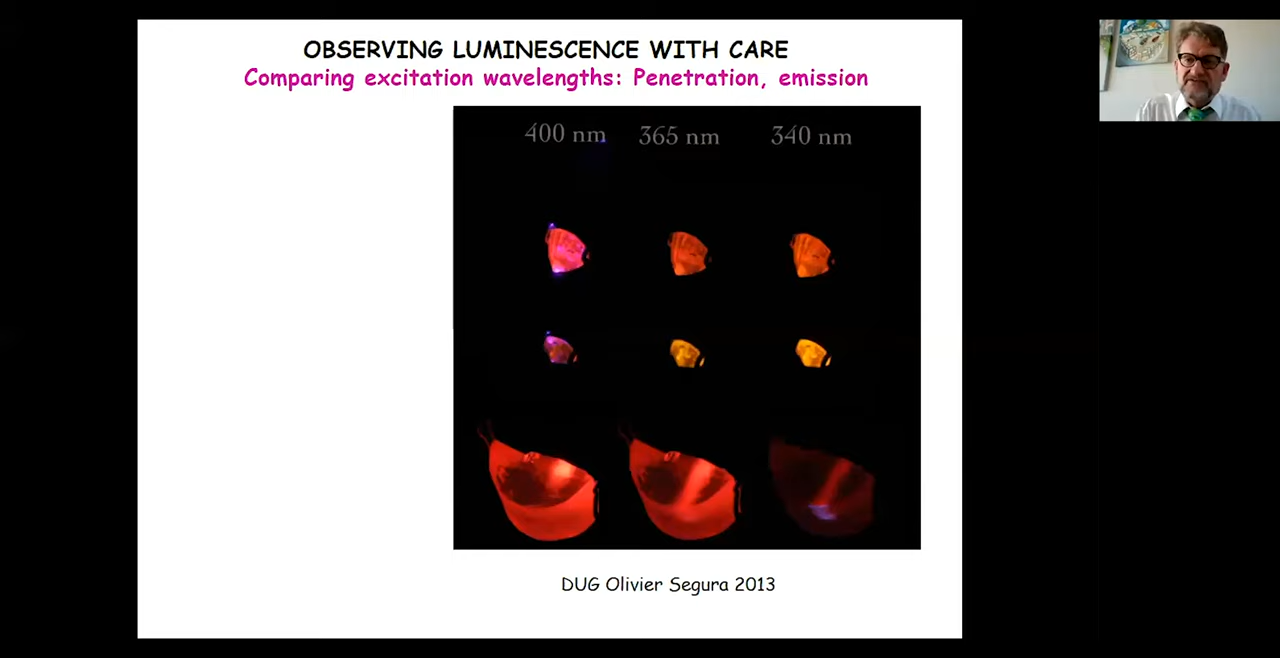 OBSERVING LUMINESCENCE WITH CARE
Comparing excitation wavelengths: Penetration, emission
400 nm 365 nm 340 nm
DUG Olivier Segura 2013